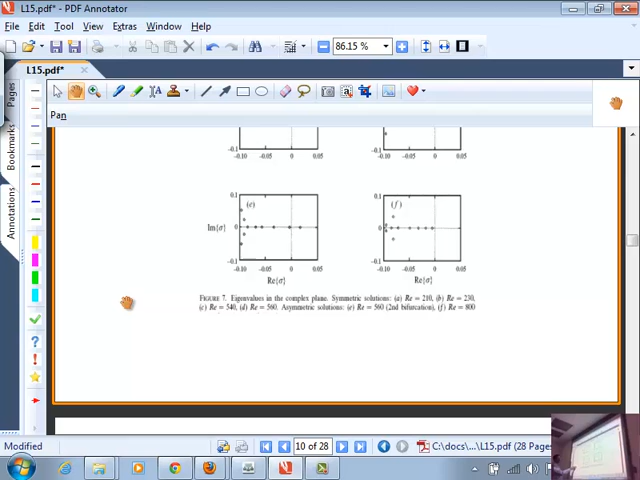 L15.pdf* - PDF Annotator
File Edit Tool View Extras Window Help
86.15 %
L15.pdf*
Pan
Pages
Bookmarks
Annotations
-0.1
-0.10 -0.05 0 0.05
-0.10 -0.05 0 0.05
0.1
(e)
Im{σ}
0
-0.1
-0.10 -0.05 0 0.05
Re{σ}
0.1
(f)
0
-0.1
-0.10 -0.05 0 0.05
Re{σ}
FIGURE 7. Eigenvalues in the complex plane. Symmetric solutions: (a) Re = 210, (b) Re = 230,
(c) Re = 540, (d) Re = 560. Asymmetric solutions: (e) Re = 560 (2nd bifurcation), (f) Re = 800
Modified
10 of 28
C:\docs\...\L15.pdf (28 Pages